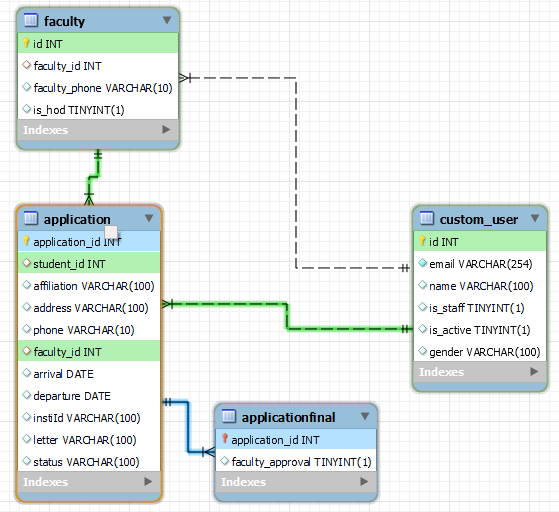 faculty
id INT
faculty_id INT
faculty_phone VARCHAR(10)
is_hod TINYINT(1)
Indexes
application
application_id INT
student_id INT
affiliation VARCHAR(100)
address VARCHAR(100)
phone VARCHAR(10)
faculty_id INT
arrival DATE
departure DATE
instiId VARCHAR(100)
letter VARCHAR(100)
status VARCHAR(100)
Indexes
custom_user
id INT
email VARCHAR(254)
name VARCHAR(100)
is_staff TINYINT(1)
is_active TINYINT(1)
gender VARCHAR(100)
Indexes
applicationfinal
application_id INT
faculty_approval TINYINT(1)
Indexes